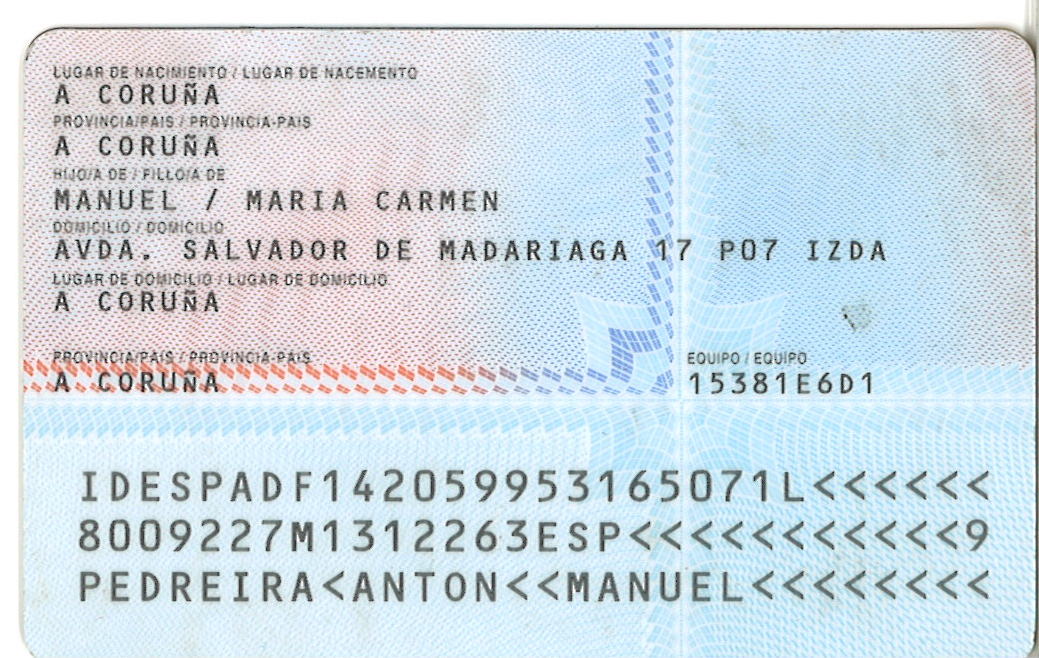 LUGAR DE NACIMIENTO / LUGAR DE NACEMENTO
A CORUÑA
PROVINCIA/PAIS / PROVINCIA-PAIS
A CORUÑA
HIJO/A DE / FILLO/A DE
MANUEL / MARIA CARMEN
DOMICILIO / DOMICILIO
AVDA. SALVADOR DE MADARIAGA 17 P07 IZDA
LUGAR DE DOMICILIO / LUGAR DE DOMICILIO
A CORUÑA
PROVINCIA/PAIS / PROVINCIA-PAIS
A CORUÑA
EQUIPO / EQUIPO
15381E6D1
IDESPADF142059953165071L<<<<<<
8009227M1312263ESP<<<<<<<<<<<9
PEDREIRA<ANTON<<MANUEL<<<<<<<<